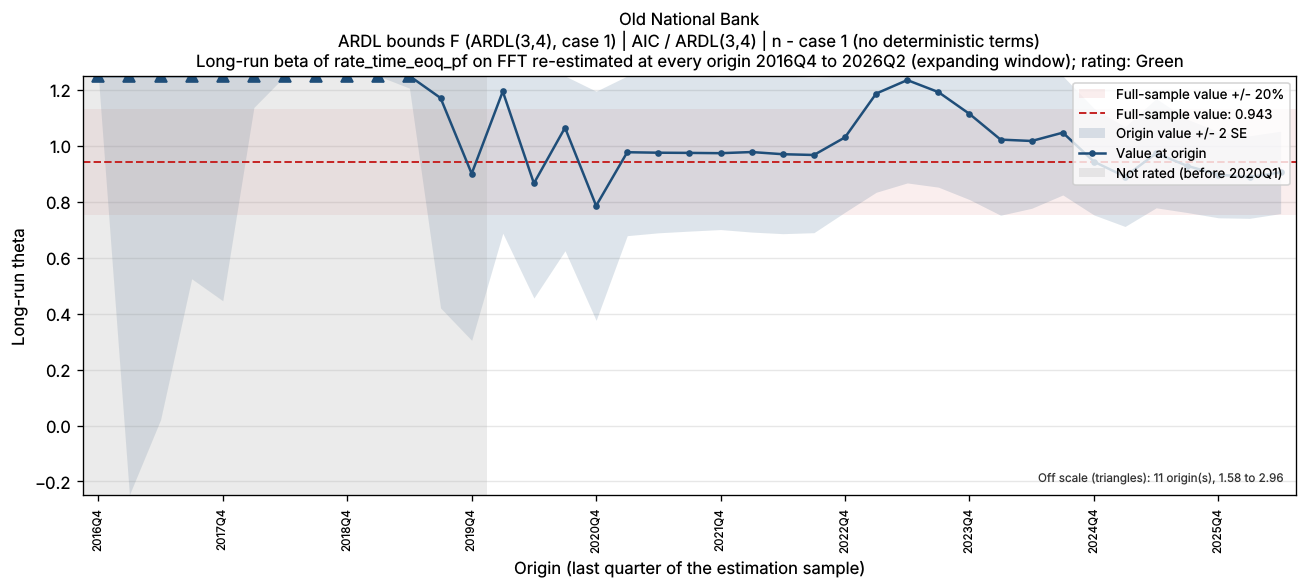 Old National Bank
ARDL bounds F (ARDL(3,4), case 1) | AIC / ARDL(3,4) | n - case 1 (no deterministic terms)
Long-run beta of rate_time_eoq_pf on FFT re-estimated at every origin 2016Q4 to 2026Q2 (expanding window); rating: Green
Long-run theta
1.2
1.0
0.8
0.6
0.4
0.2
0.0
−0.2
Full-sample value +/- 20%
Full-sample value: 0.943
Origin value +/- 2 SE
Value at origin
Not rated (before 2020Q1)
Off scale (triangles): 11 origin(s), 1.58 to 2.96
2016Q4
2017Q4
2018Q4
2019Q4
2020Q4
2021Q4
2022Q4
2023Q4
2024Q4
2025Q4
Origin (last quarter of the estimation sample)